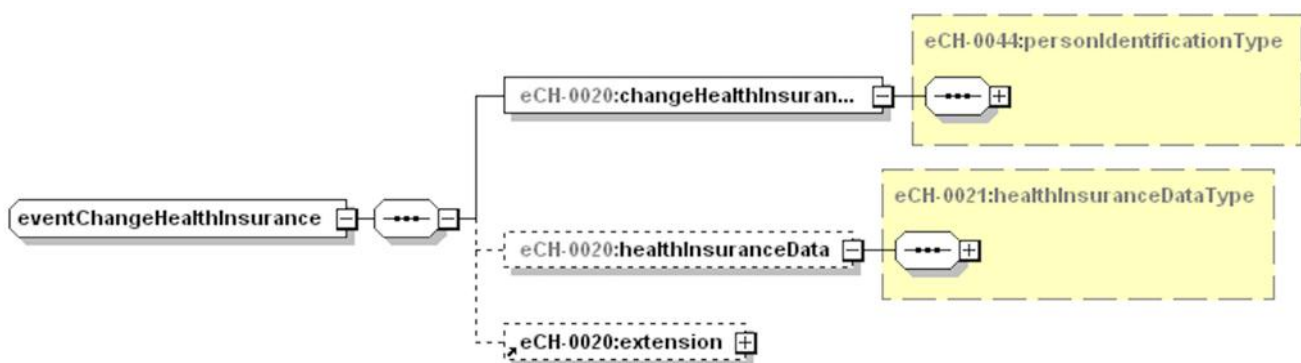 eCH-0044:personIdentificationType
eCH-0020:changeHealthInsuran...
eCH-0021:healthInsuranceDataType
eventChangeHealthInsurance
eCH-0020:healthInsuranceData
eCH-0020:extension